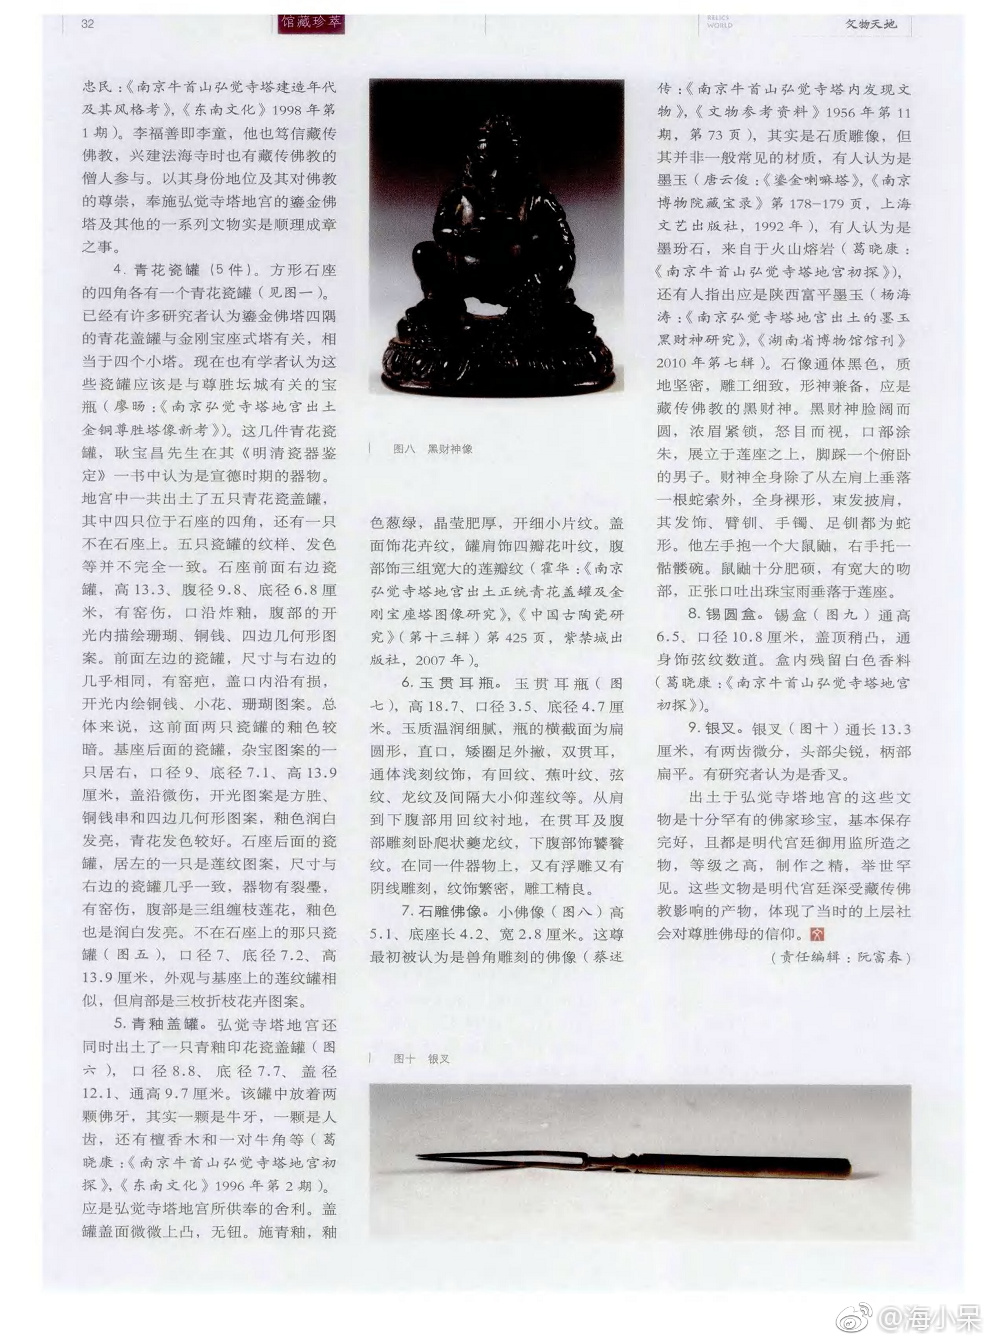 32
馆藏珍萃
RELICS
WORLD
文物天地
忠民：《南京牛首山弘觉寺塔建造年代
及其风格考》，《东南文化》1998年第
1期）。李福善即李童，他也笃信藏传
佛教，兴建法海寺时也有藏传佛教的
僧人参与。以其身份地位及其对佛教
的尊崇，奉施弘觉寺塔地宫的鎏金佛
塔及其他的一系列文物实是顺理成章
之事。
4. 青花瓷罐（5件）。方形石座
的四角各有一个青花瓷罐（见图一）。
已经有许多研究者认为鎏金佛塔四隅
的青花盖罐与金刚宝座式塔有关，相
当于四个小塔。现在也有学者认为这
些瓷罐应该是与尊胜坛城有关的宝
瓶（廖旸：《南京弘觉寺塔地宫出土
金铜尊胜塔像新考》）。这几件青花瓷
罐，耿宝昌先生在其《明清瓷器鉴
定》一书中认为是宣德时期的器物。
地宫中一共出土了五只青花瓷盖罐，
其中四只位于石座的四角，还有一只
不在石座上。五只瓷罐的纹样、发色
等并不完全一致。石座前面右边瓷
罐，高13.3、腹径9.8、底径6.8厘
米，有窑伤，口沿炸釉，腹部的开
光内描绘珊瑚、铜钱、四边几何形图
案。前面左边的瓷罐，尺寸与右边的
几乎相同，有窑疤，盖口内沿有损，
开光内绘铜钱、小花、珊瑚图案。总
体来说，这前面两只瓷罐的釉色较
暗。基座后面的瓷罐，杂宝图案的一
只居右，口径9、底径7.1、高13.9
厘米，盖沿微伤，开光图案是方胜、
铜钱串和四边几何形图案，釉色润白
发亮，青花发色较好。石座后面的瓷
罐，居左的一只是莲纹图案，尺寸与
右边的瓷罐几乎一致，器物有裂璺，
有窑伤，腹部是三组缠枝莲花，釉色
也是润白发亮。不在石座上的那只瓷
罐（图五），口径7、底径7.2、高
13.9厘米，外观与基座上的莲纹罐相
似，但肩部是三枚折枝花卉图案。
5. 青釉盖罐。弘觉寺塔地宫还
同时出土了一只青釉印花瓷盖罐（图
六），口径8.8、底径7.7、盖径
12.1、通高9.7厘米。该罐中放着两
颗佛牙，其实一颗是牛牙，一颗是人
齿，还有檀香木和一对牛角等（葛
晓康：《南京牛首山弘觉寺塔地宫初
探》，《东南文化》1996年第2期）。
应是弘觉寺塔地宫所供奉的舍利。盖
罐盖面微微上凸，无钮。施青釉，釉
图八 黑财神像
色葱绿，晶莹肥厚，开细小片纹。盖
面饰花卉纹，罐肩饰四瓣花叶纹，腹
部饰三组宽大的莲瓣纹（霍华：《南京
弘觉寺塔地宫出土正统青花盖罐及金
刚宝座塔图像研究》，《中国古陶瓷研
究》（第十三辑）第425页，紫禁城出
版社，2007年）。
6. 玉贯耳瓶。玉贯耳瓶（图
七），高18.7、口径3.5、底径4.7厘
米。玉质温润细腻，瓶的横截面为扁
圆形，直口，矮圈足外撇，双贯耳，
通体浅刻纹饰，有回纹、蕉叶纹、弦
纹、龙纹及间隔大小仰莲纹等。从肩
到下腹部用回纹衬地，在贯耳及腹
部雕刻卧爬状夔龙纹，下腹部饰饕餮
纹。在同一件器物上，又有浮雕又有
阴线雕刻，纹饰繁密，雕工精良。
7. 石雕佛像。小佛像（图八）高
5.1、底座长4.2、宽2.8厘米。这尊
最初被认为是兽角雕刻的佛像（蔡述
图十 银叉
传：《南京牛首山弘觉寺塔内发现文
物》，《文物参考资料》1956年第11
期，第73页），其实是石质雕像，但
其并非一般常见的材质，有人认为是
墨玉（唐云俊：《鎏金喇嘛塔》，《南京
博物院藏宝录》第178-179页，上海
文艺出版社，1992年），有人认为是
墨玢石，来自于火山熔岩（葛晓康：
《南京牛首山弘觉寺塔地宫初探》），
还有人指出应是陕西富平墨玉（杨海
涛：《南京弘觉寺塔地宫出土的墨玉
黑财神研究》，《湖南省博物馆馆刊》
2010年第七辑）。石像通体黑色，质
地坚密，雕工细致，形神兼备，应是
藏传佛教的黑财神。黑财神脸阔而
圆，浓眉紧锁，怒目而视，口部涂
朱，展立于莲座之上，脚踩一个俯卧
的男子。财神全身除了从左肩上垂落
一根蛇索外，全身裸形，束发披肩，
其发饰、臂钏、手镯、足钏都为蛇
形。他左手抱一个大鼠鼬，右手托一
骷髅碗。鼠鼬十分肥硕，有宽大的吻
部，正张口吐出珠宝雨垂落于莲座。
8. 锡圆盒。锡盒（图九）通高
6.5、口径10.8厘米，盖顶稍凸，通
身饰弦纹数道。盒内残留白色香料
（葛晓康：《南京牛首山弘觉寺塔地宫
初探》）。
9. 银叉。银叉（图十）通长13.3
厘米，有两齿微分，头部尖锐，柄部
扁平。有研究者认为是香叉。
出土于弘觉寺塔地宫的这些文
物是十分罕有的佛家珍宝，基本保存
完好，且都是明代宫廷御用监所造之
物，等级之高，制作之精，举世罕
见。这些文物是明代宫廷深受藏传佛
教影响的产物，体现了当时的上层社
会对尊胜佛母的信仰。
（责任编辑：阮富春）
@海小呆